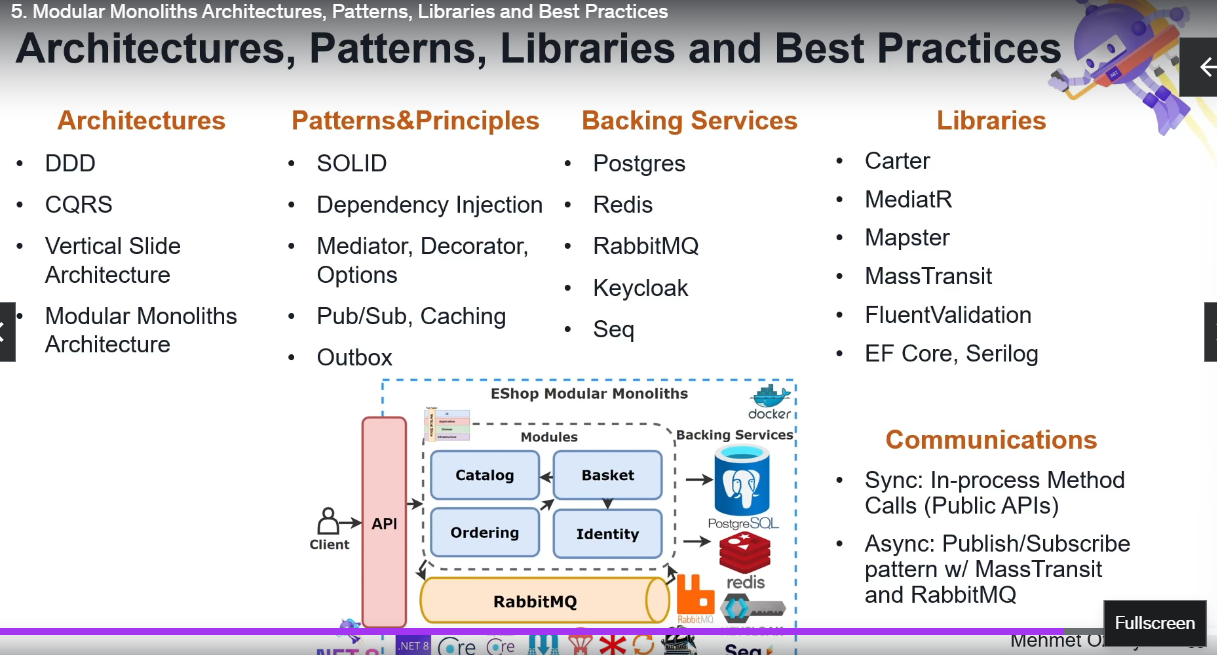 5. Modular Monoliths Architectures, Patterns, Libraries and Best Practices
Architectures, Patterns, Libraries and Best Practices
Architectures
• DDD
• CQRS
• Vertical Slide
Architecture
• Modular Monoliths
Architecture
Patterns&Principles
• SOLID
• Dependency Injection
• Mediator, Decorator,
Options
• Pub/Sub, Caching
• Outbox
Backing Services
• Postgres
• Redis
• RabbitMQ
• Keycloak
• Seq
Libraries
• Carter
• MediatR
• Mapster
• MassTransit
• FluentValidation
• EF Core, Serilog
Communications
• Sync: In-process Method
Calls (Public APIs)
• Async: Publish/Subscribe
pattern w/ MassTransit
and RabbitMQ
EShop Modular Monoliths
docker
Modules
Backing Services
Catalog
Basket
Ordering
Identity
API
Client
PostgreSQL
redis
RabbitMQ
RabbitMQ
.NET 8
Seq
Mehmet
Fullscreen